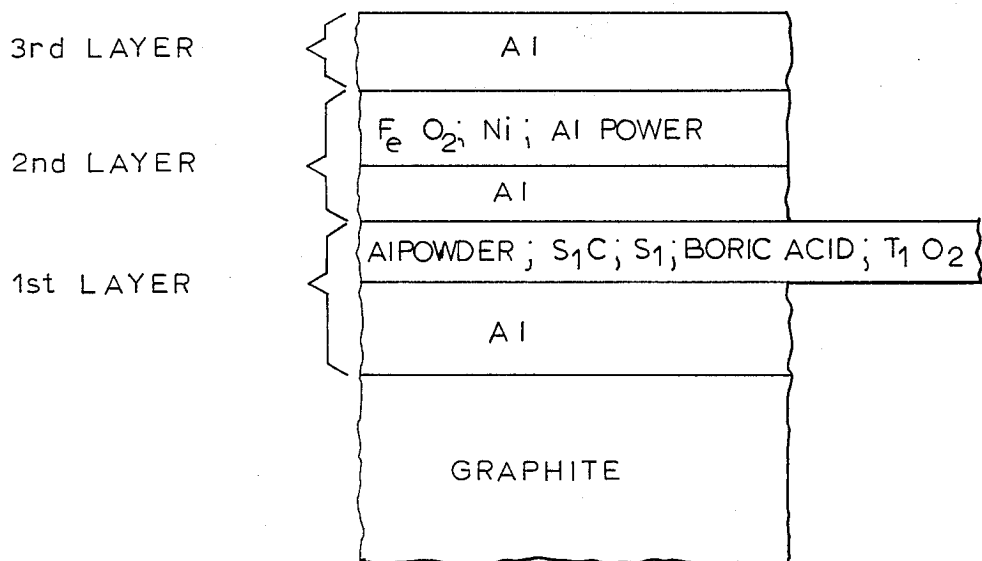 3rd LAYER
Al
Fe O2; Ni; Al POWER
2nd LAYER
Al
AlPOWDER; S1C; S1; BORIC ACID; T1 O2
1st LAYER
Al
GRAPHITE